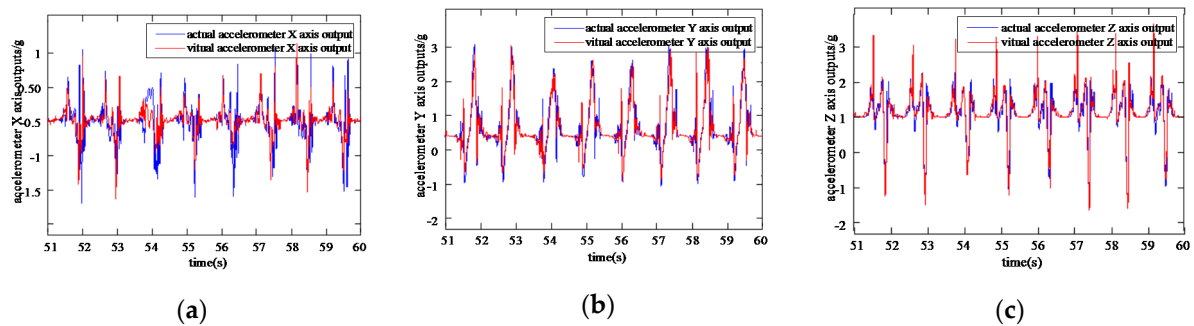 actual accelerometer X axis output
vitual accelerometer X axis output
accelerometer X axis outputs/g
1
0.50
-0.5
-1
-1.5
51 52 53 54 55 56 57 58 59 60
time(s)
(a)
actual accelerometer Y axis output
vitual accelerometer Y axis output
accelerometer Y axis outputs/g
3
2
1
0
-1
-2
51 52 53 54 55 56 57 58 59 60
time(s)
(b)
actual accelerometer Z axis output
vitual accelerometer Z axis output
accelerometer Z axis outputs/g
3
2
1
0
-1
-2
51 52 53 54 55 56 57 58 59 60
time(s)
(c)